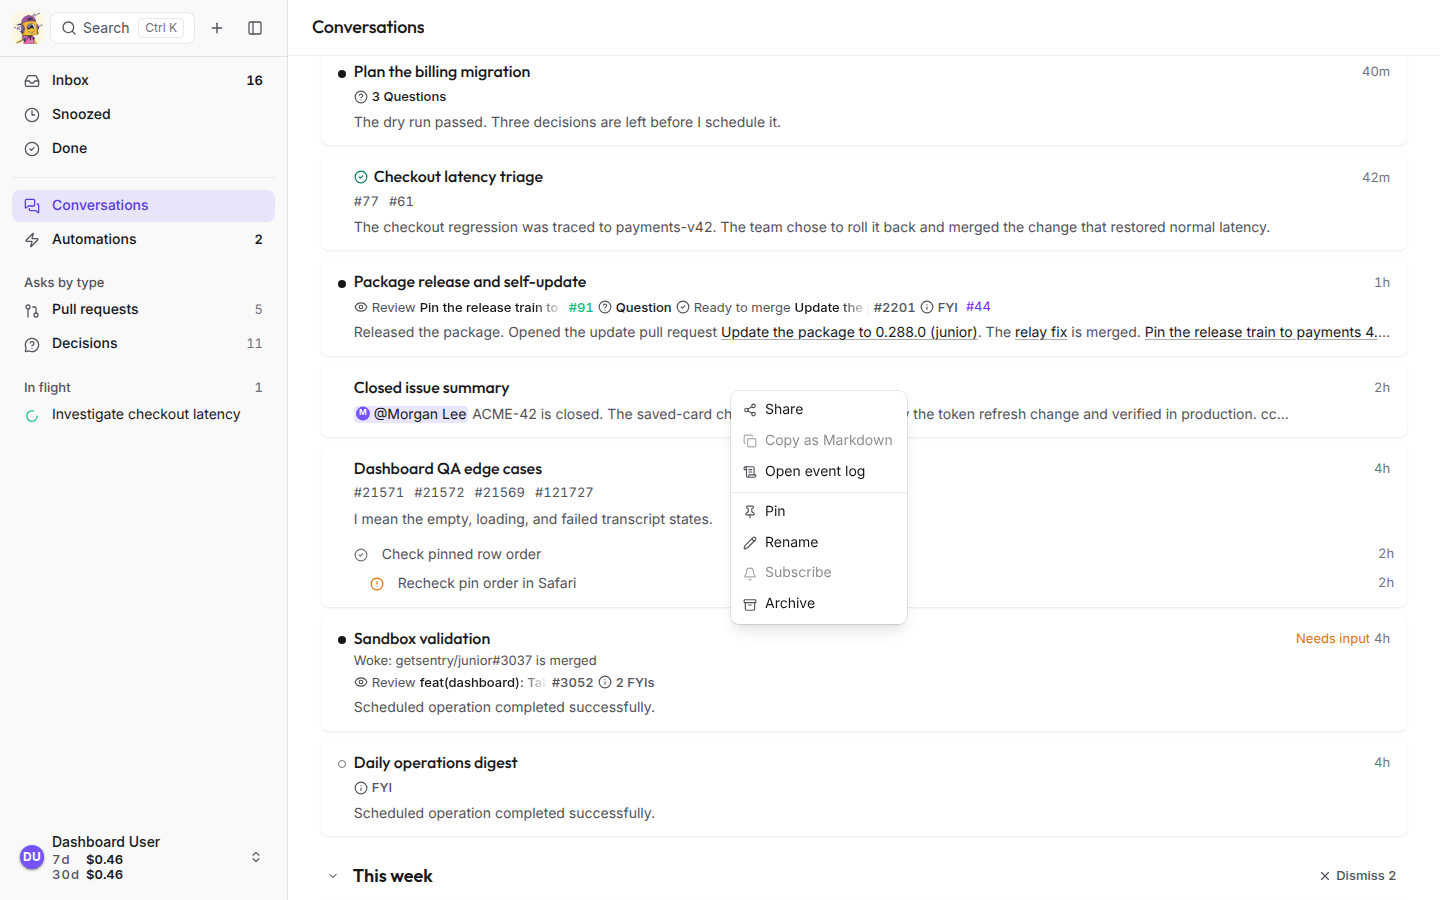 Search Ctrl K
Inbox 16
Snoozed
Done
Conversations
Automations 2
Asks by type
Pull requests 5
Decisions 11
In flight 1
Investigate checkout latency
Dashboard User
7d $0.46
30d $0.46
DU
Conversations
Plan the billing migration 40m
3 Questions
The dry run passed. Three decisions are left before I schedule it.
Checkout latency triage 42m
#77 #61
The checkout regression was traced to payments-v42. The team chose to roll it back and merged the change that restored normal latency.
Package release and self-update 1h
Review Pin the release train to #91 Question Ready to merge Update the #2201 FYI #44
Released the package. Opened the update pull request Update the package to 0.288.0 (junior). The relay fix is merged. Pin the release train to payments 4....
Closed issue summary 2h
M @Morgan Lee ACME-42 is closed. The saved-card ch y the token refresh change and verified in production. cc...
Share
Copy as Markdown
Open event log
Pin
Rename
Subscribe
Archive
Dashboard QA edge cases 4h
#21571 #21572 #21569 #121727
I mean the empty, loading, and failed transcript states.
Check pinned row order 2h
Recheck pin order in Safari 2h
Sandbox validation Needs input 4h
Woke: getsentry/junior#3037 is merged
Review feat(dashboard): Ta #3052 2 FYIs
Scheduled operation completed successfully.
Daily operations digest 4h
FYI
Scheduled operation completed successfully.
This week Dismiss 2